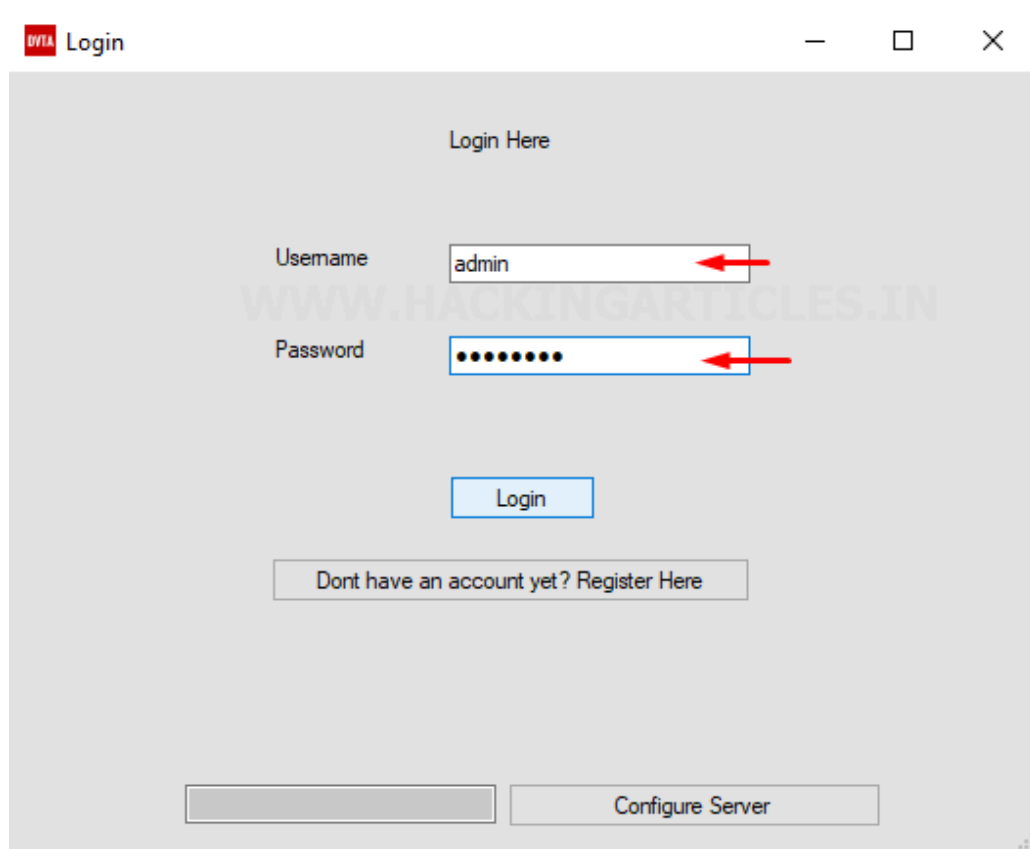 DVTA Login
Login Here
Username admin
WWW.HACKINGARTICLES.IN
Password ●●●●●●●●
Login
Dont have an account yet? Register Here
Configure Server